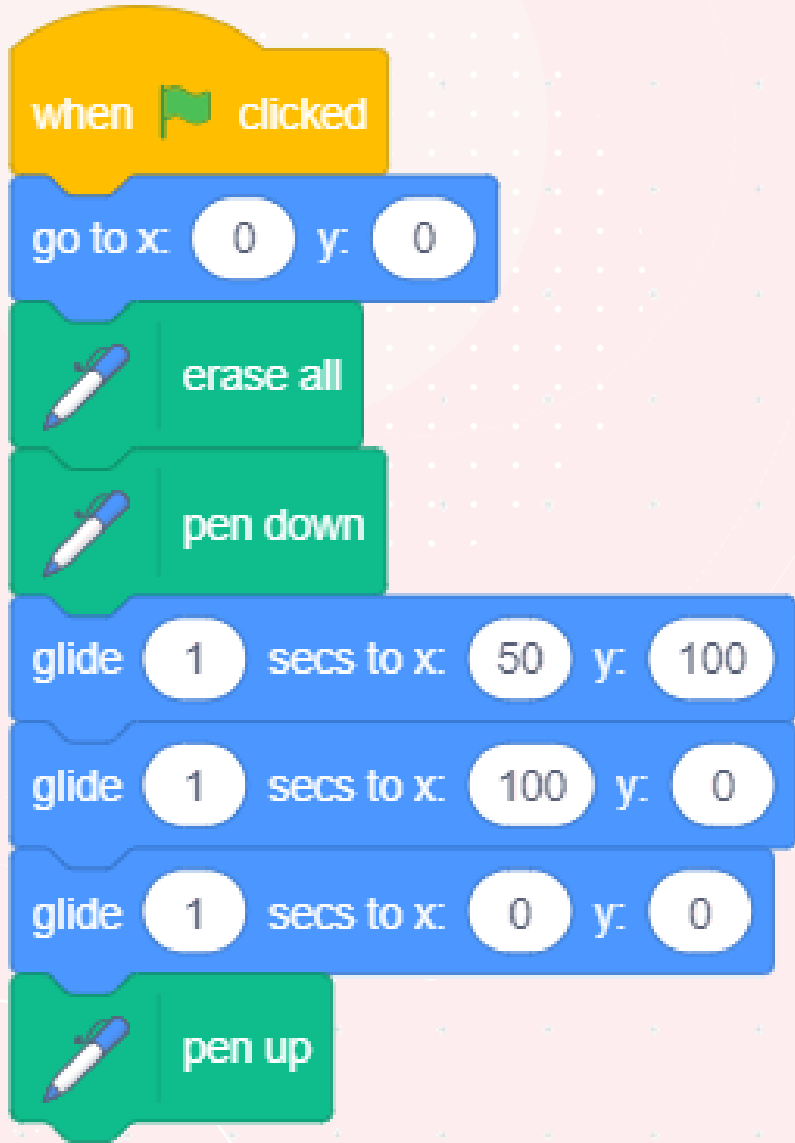 when clicked
go to x: 0 y: 0
erase all
pen down
glide 1 secs to x: 50 y: 100
glide 1 secs to x: 100 y: 0
glide 1 secs to x: 0 y: 0
pen up